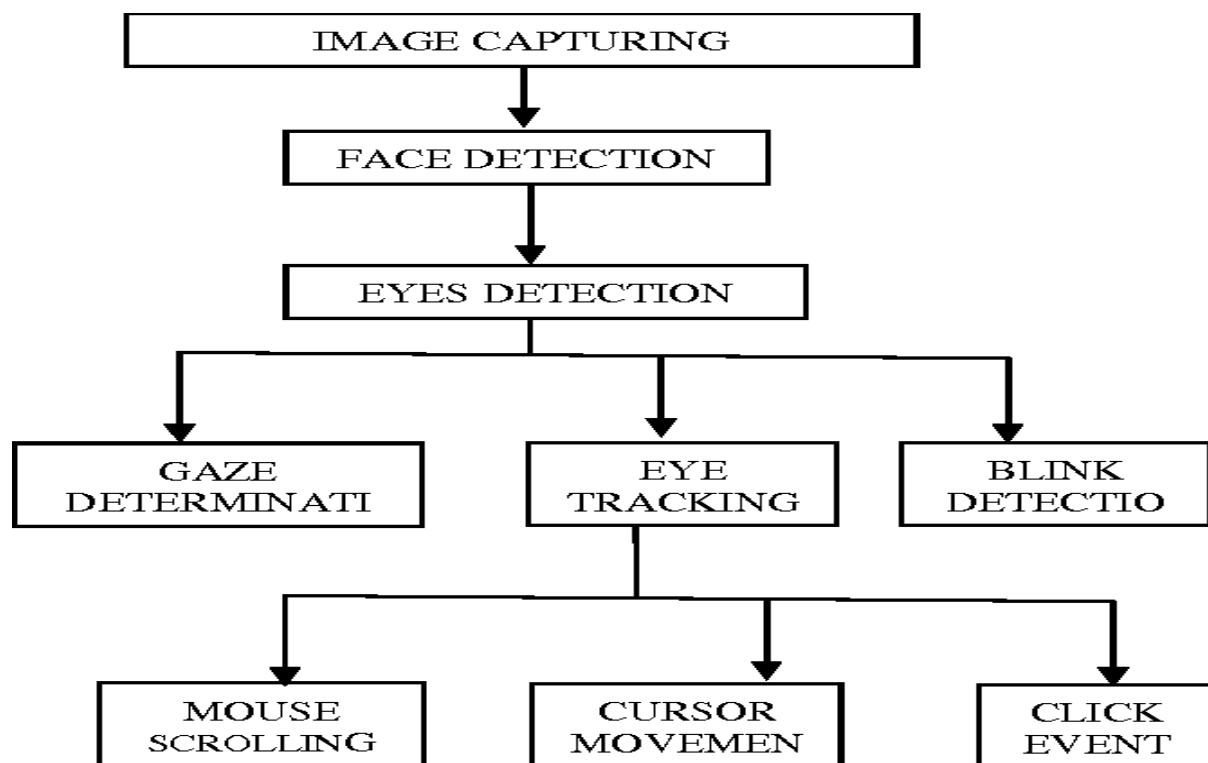 IMAGE CAPTURING
FACE DETECTION
EYES DETECTION
GAZE
DETERMINATI
EYE
TRACKING
BLINK
DETECTIO
MOUSE
SCROLLING
CURSOR
MOVEMEN
CLICK
EVENT